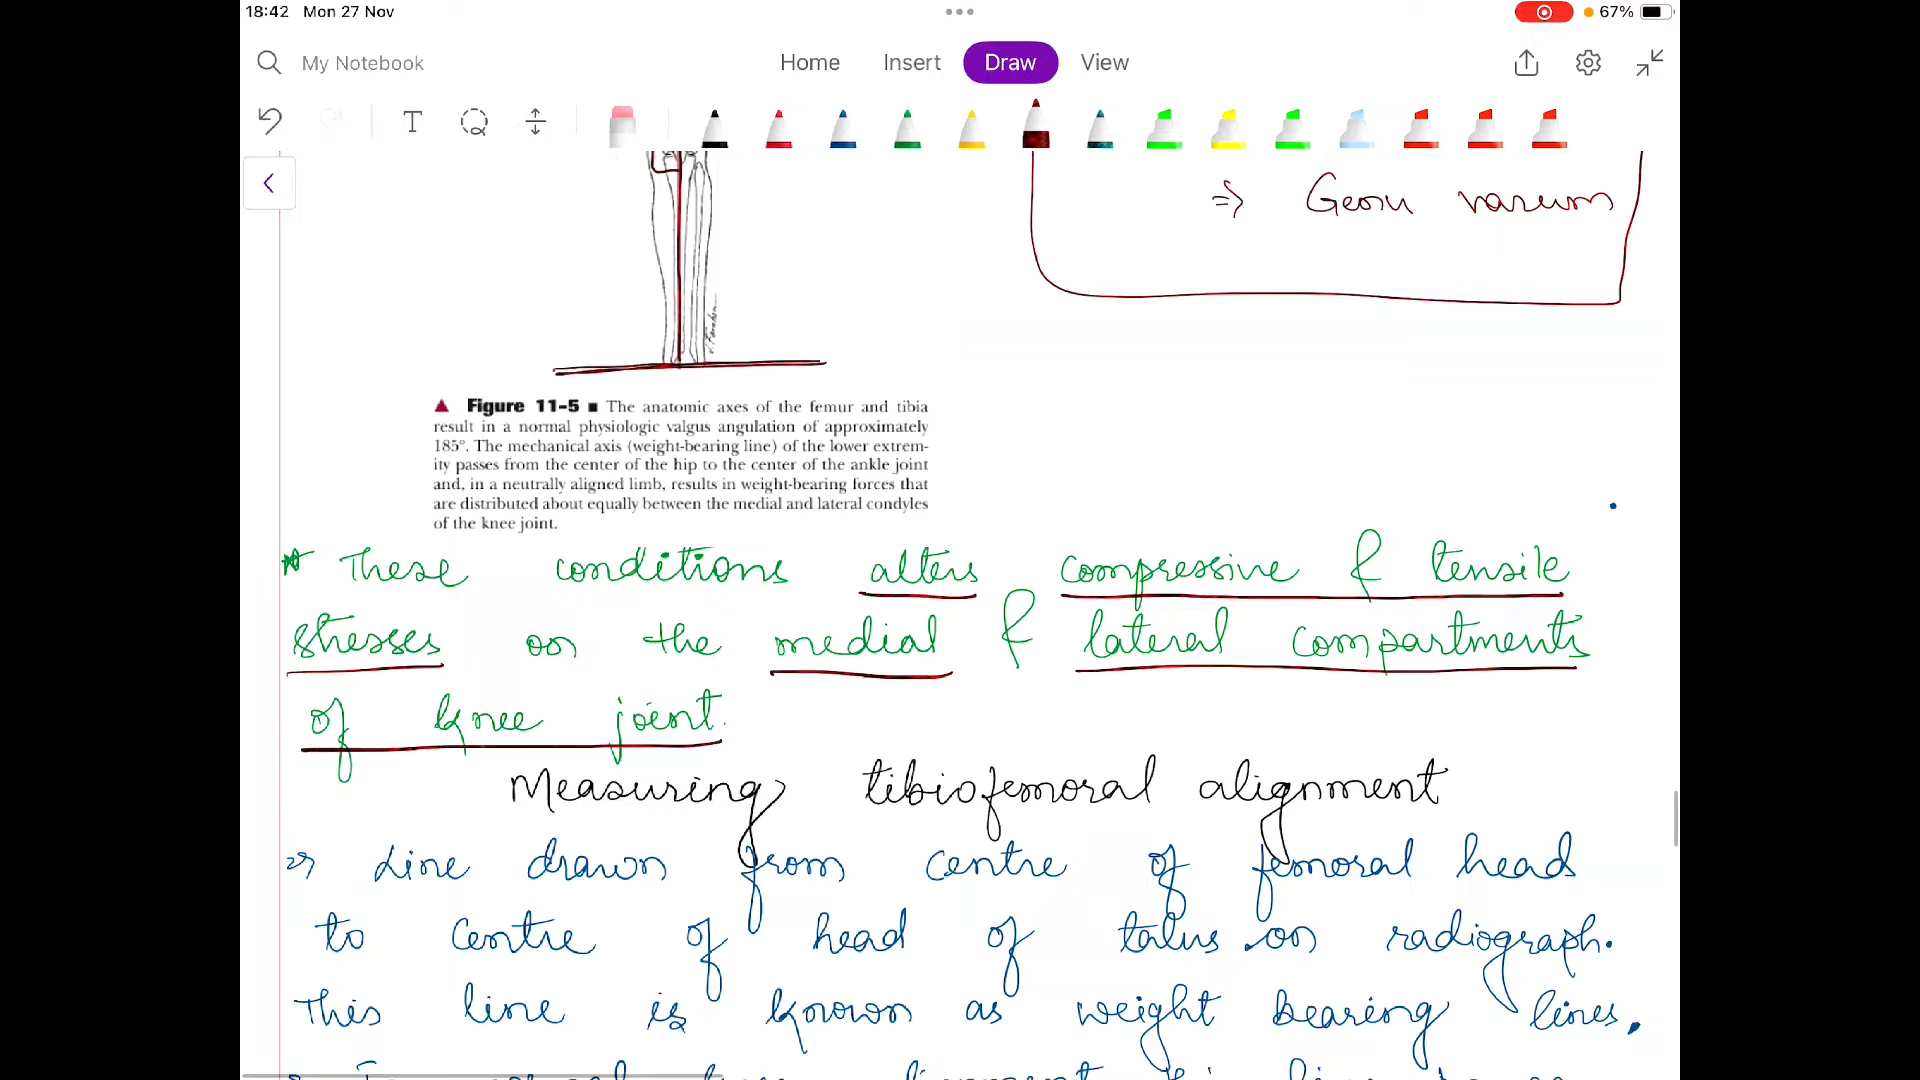 18:42 Mon 27 Nov
67%
My Notebook
Home Insert Draw View
T
⇒ Genu varum
▲ Figure 11-5 ■ The anatomic axes of the femur and tibia
result in a normal physiologic valgus angulation of approximately
185°. The mechanical axis (weight-bearing line) of the lower extrem-
ity passes from the center of the hip to the center of the ankle joint
and, in a neutrally aligned limb, results in weight-bearing forces that
are distributed about equally between the medial and lateral condyles
of the knee joint.
* These conditions alters compressive & tensile
stresses on the medial & lateral compartments
of knee joint.
Measuring tibiofemoral alignment
⇒ Line drawn from centre of femoral head
to centre of head of talus on radiograph.
This line is known as weight bearing lines.